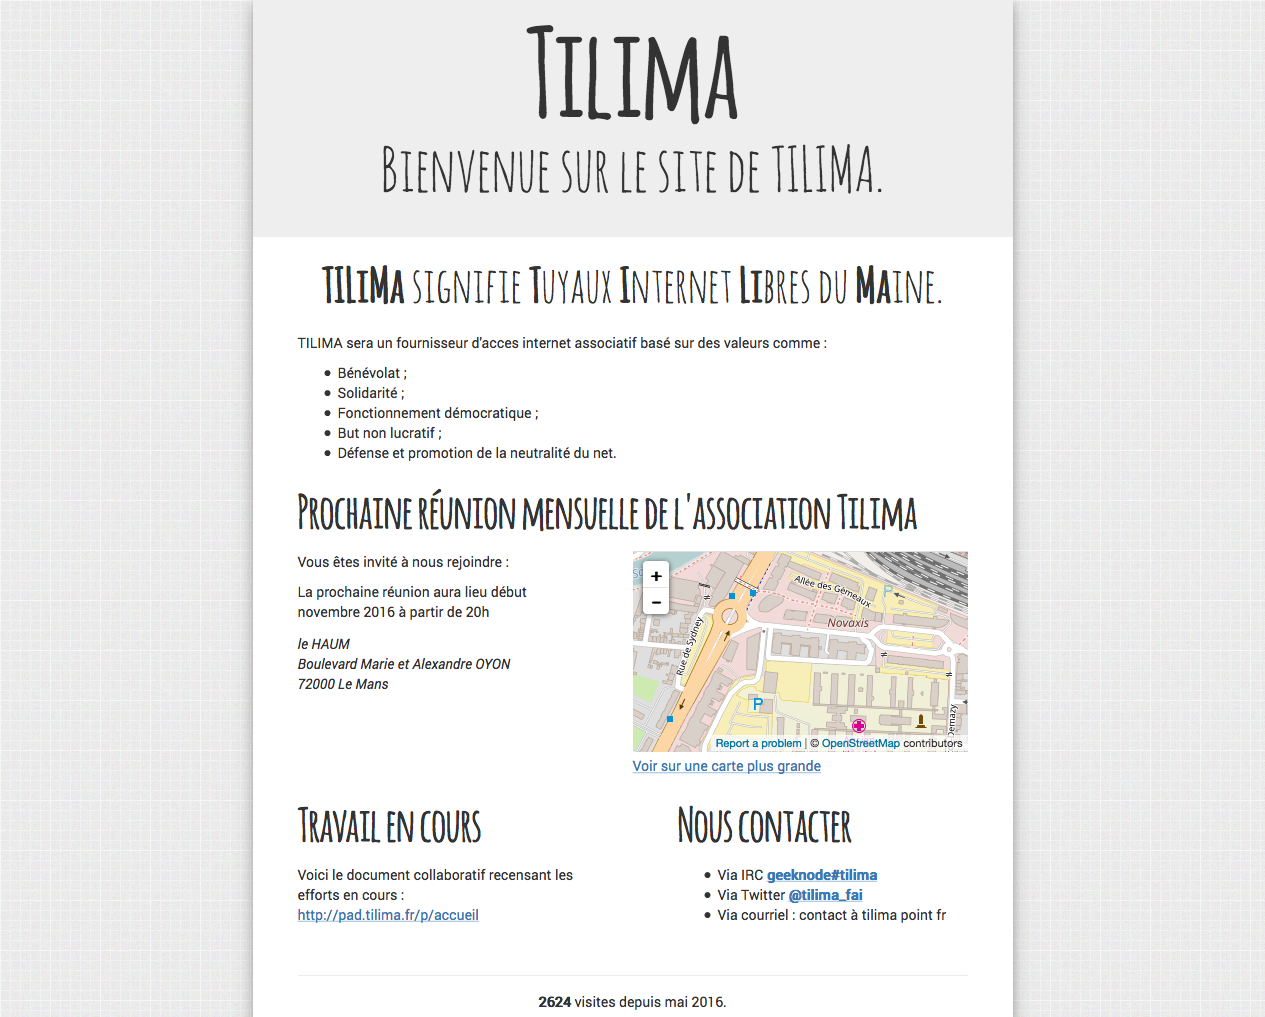 Tilima
Bienvenue sur le site de TILIMA.
TILiMa signifie Tuyaux Internet Libres du Maine.
TILIMA sera un fournisseur d'acces internet associatif basé sur des valeurs comme :
Bénévolat ;
Solidarité ;
Fonctionnement démocratique ;
But non lucratif ;
Défense et promotion de la neutralité du net.
Prochaine réunion mensuelle de l'association Tilima
Vous êtes invité à nous rejoindre :
La prochaine réunion aura lieu début
novembre 2016 à partir de 20h
le HAUM
Boulevard Marie et Alexandre OYON
72000 Le Mans
+
−
Allée des Gémeaux
Novaxis
Rue de Sydney
P
P
Demazy
Report a problem | © OpenStreetMap contributors
Voir sur une carte plus grande
Travail en cours
Voici le document collaboratif recensant les
efforts en cours :
http://pad.tilima.fr/p/accueil
Nous contacter
Via IRC geeknode#tilima
Via Twitter @tilima_fai
Via courriel : contact à tilima point fr
2624 visites depuis mai 2016.